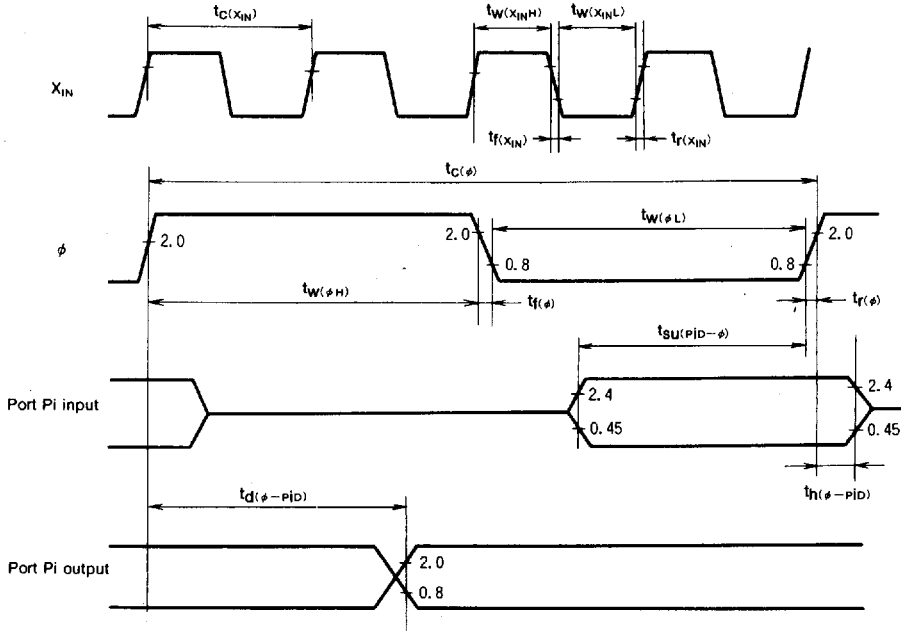 tC(XIN)
tW(XINH)
tW(XINL)
XIN
tf(XIN)
tr(XIN)
tC(φ)
tW(φL)
φ
2.0
2.0
0.8
0.8
2.0
tW(φH)
tf(φ)
tr(φ)
tSU(PiD-φ)
Port Pi input
2.4
0.45
2.4
0.45
td(φ-PiD)
th(φ-PiD)
Port Pi output
2.0
0.8